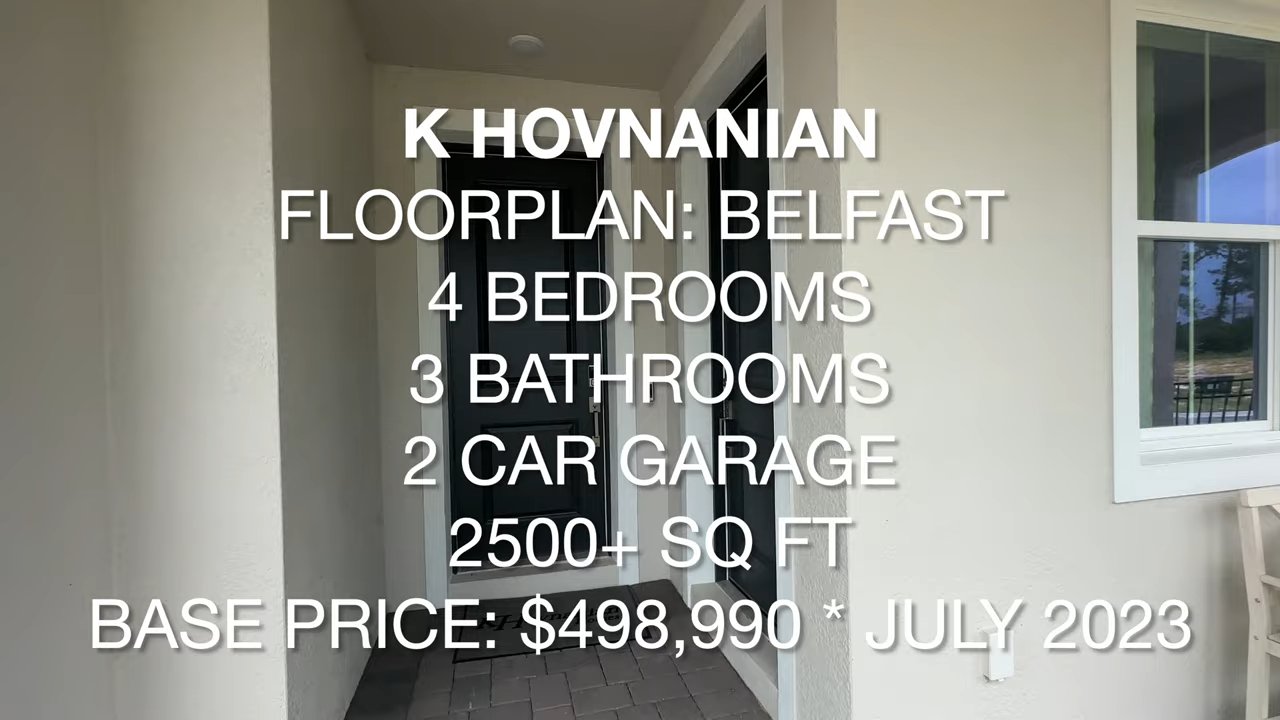 K HOVNANIAN
FLOORPLAN: BELFAST
4 BEDROOMS
3 BATHROOMS
2 CAR GARAGE
2500+ SQ FT
BASE PRICE: $498,990 * JULY 2023